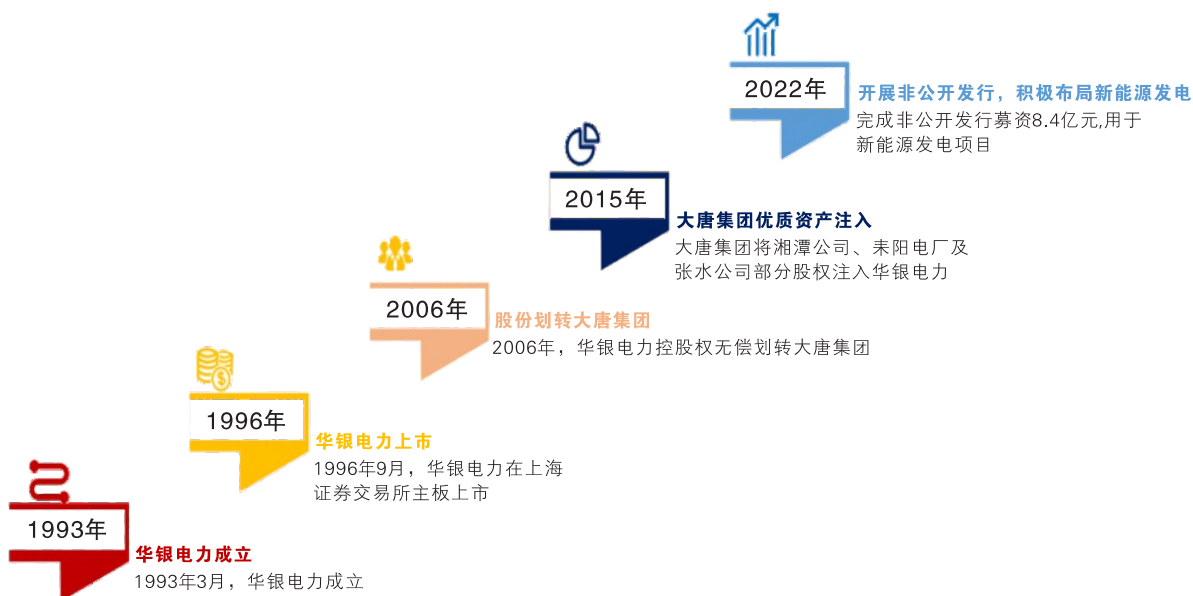 2022年
开展非公开发行，积极布局新能源发电
完成非公开发行募资8.4亿元,用于
新能源发电项目
2015年
大唐集团优质资产注入
大唐集团将湘潭公司、耒阳电厂及
张水公司部分股权注入华银电力
2006年
股份划转大唐集团
2006年，华银电力控股权无偿划转大唐集团
1996年
华银电力上市
1996年9月，华银电力在上海
证券交易所主板上市
1993年
华银电力成立
1993年3月，华银电力成立